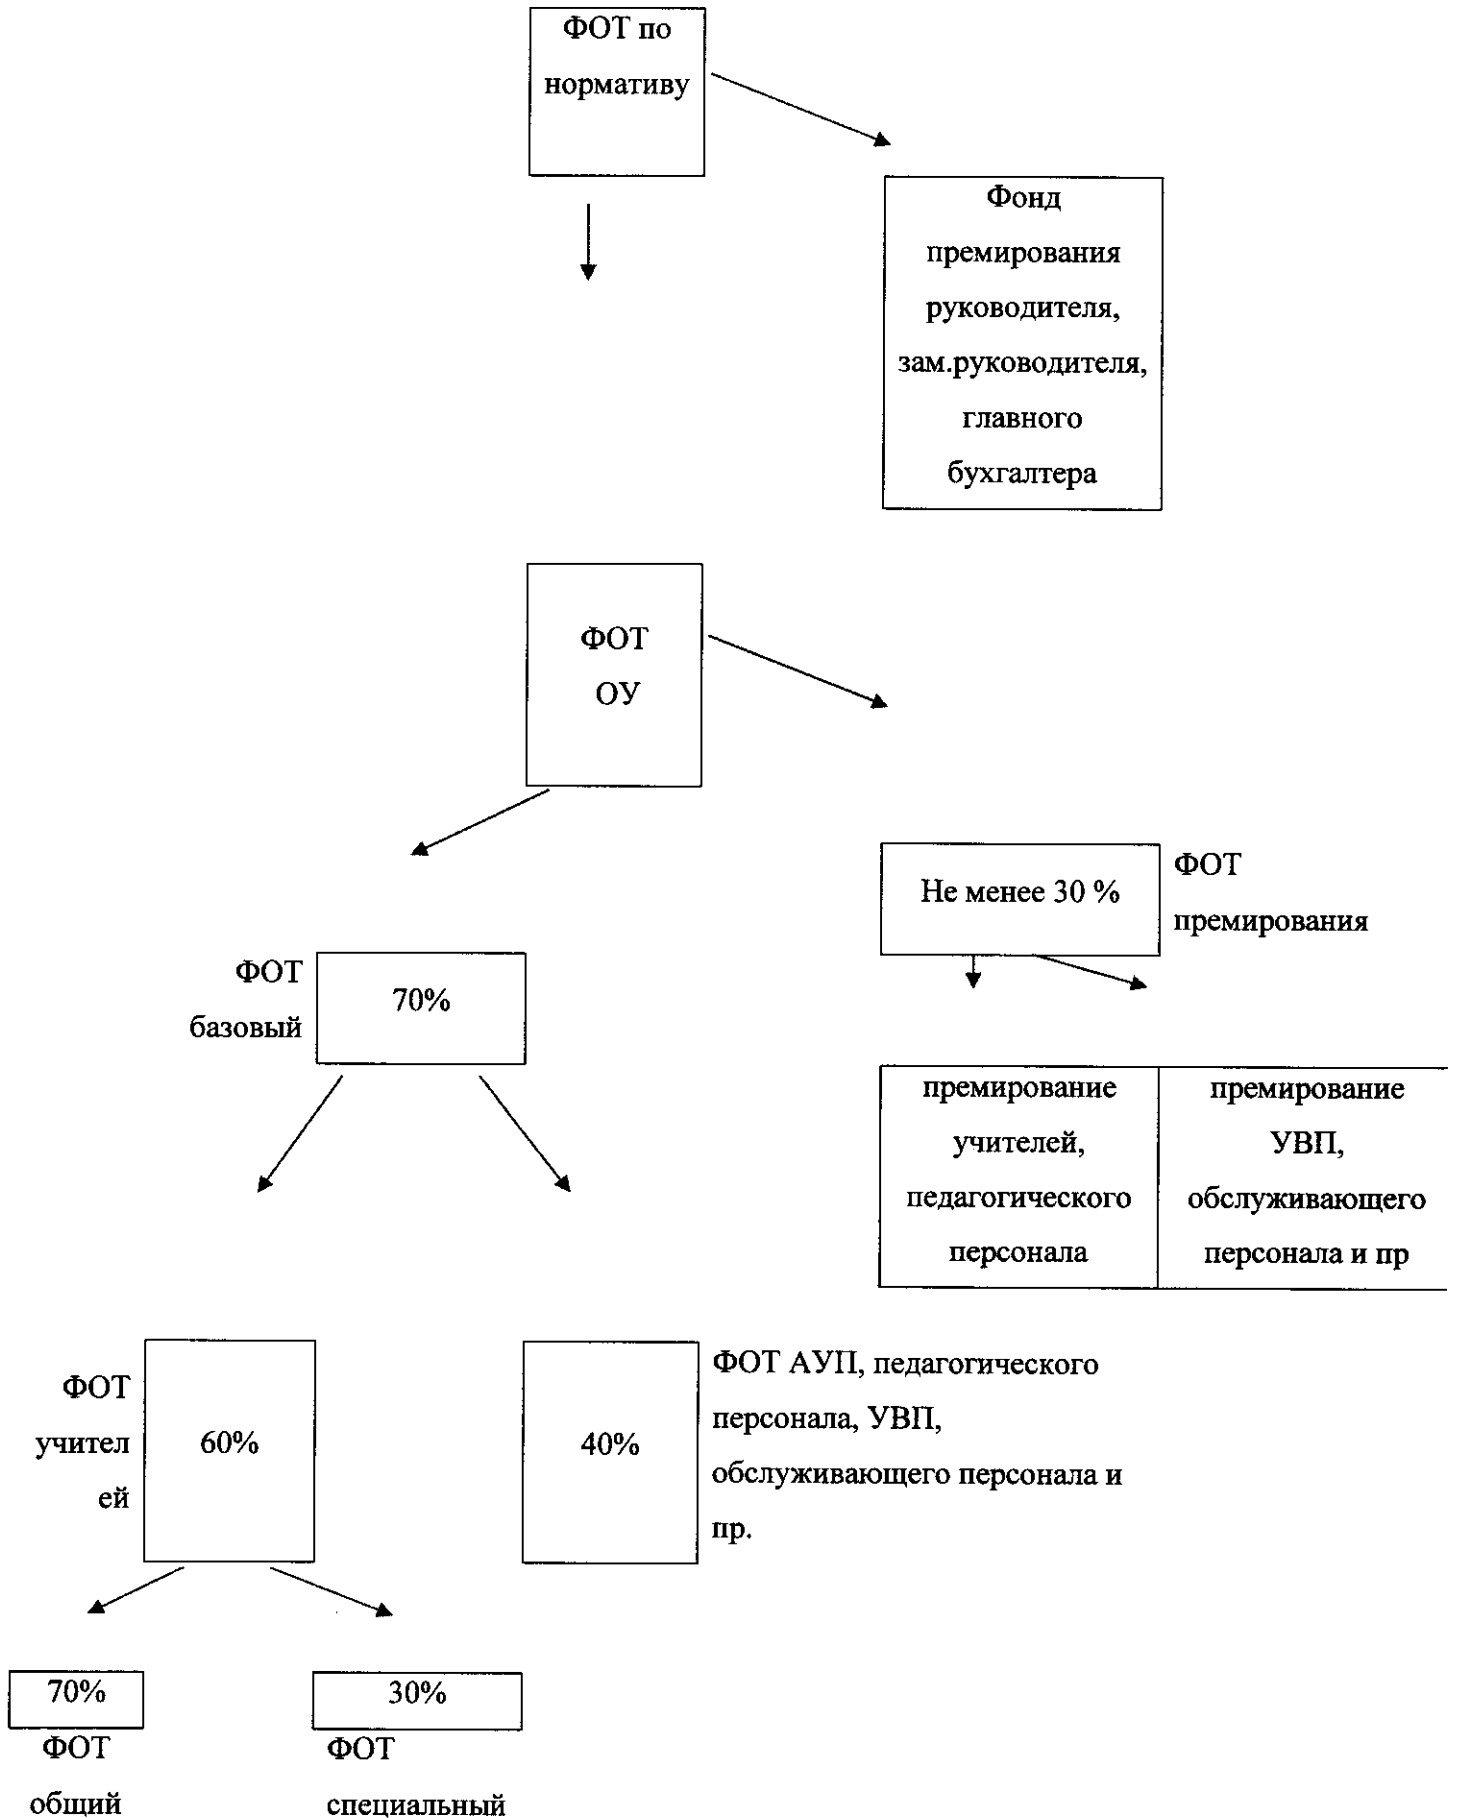 ФОТ по
нормативу
Фонд
премирования
руководителя,
зам.руководителя,
главного
бухгалтера
ФОТ
ОУ
Не менее 30 %
ФОТ
премирования
ФОТ
базовый
70%
премирование
учителей,
педагогического
персонала
премирование
УВП,
обслуживающего
персонала и пр
ФОТ
учител
ей
60%
40%
ФОТ АУП, педагогического
персонала, УВП,
обслуживающего персонала и
пр.
70%
ФОТ
общий
30%
ФОТ
специальный